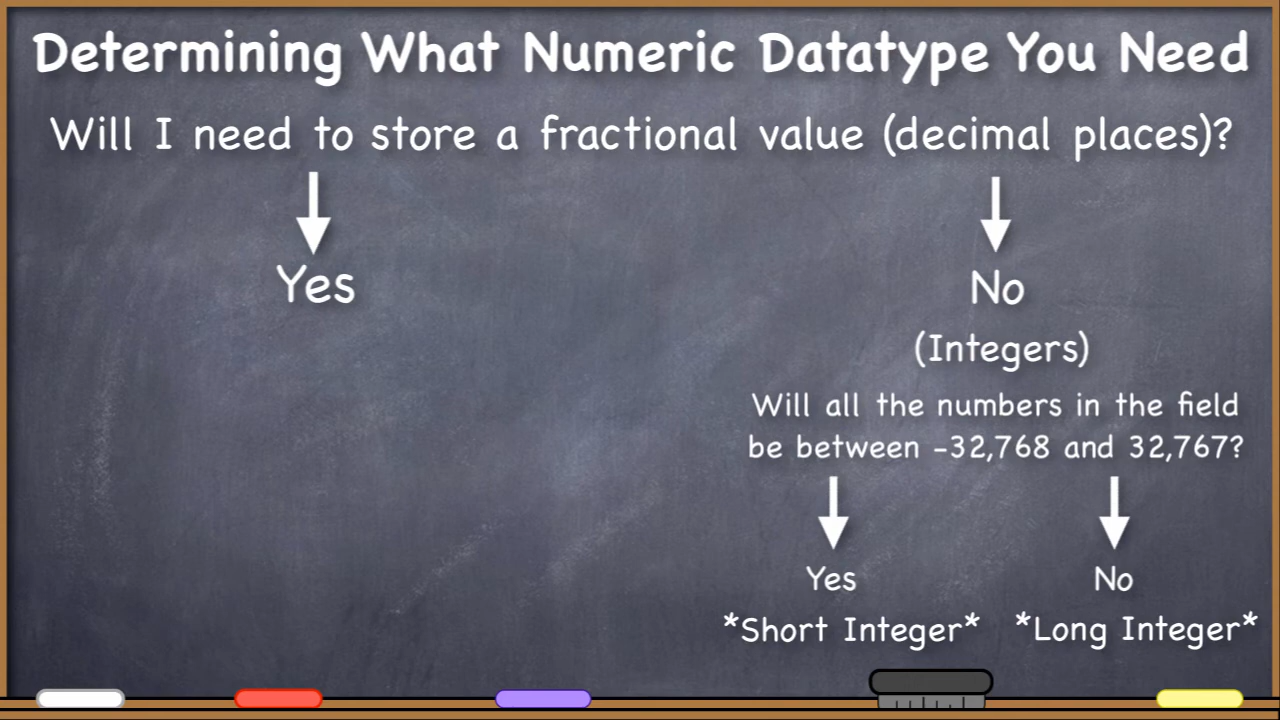 Determining What Numeric Datatype You Need
Will I need to store a fractional value (decimal places)?
Yes
No
(Integers)
Will all the numbers in the field
be between -32,768 and 32,767?
Yes
No
*Short Integer*
*Long Integer*